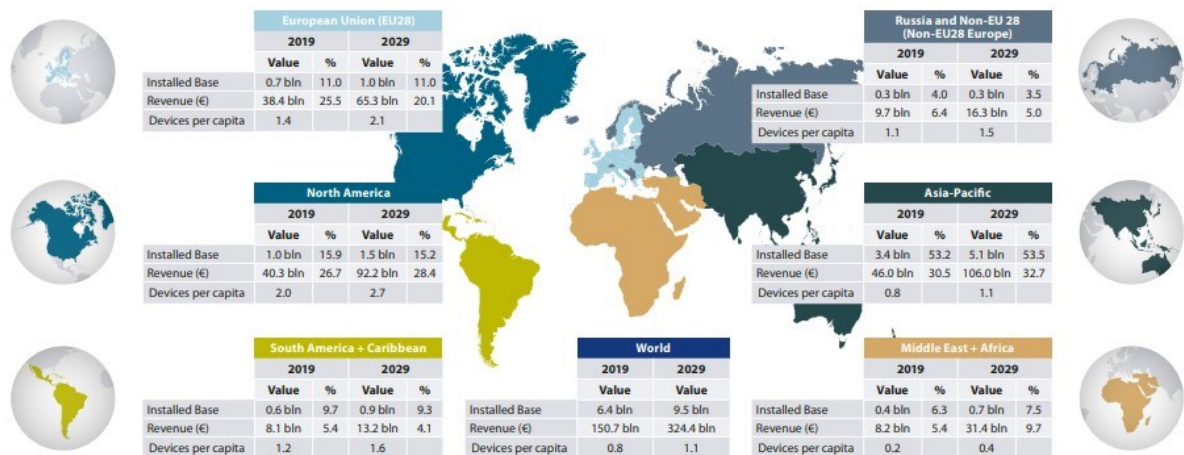 European Union (EU28)
2019 2029
Value % Value %
Installed Base 0.7 bln 11.0 1.0 bln 11.0
Revenue (€) 38.4 bln 25.5 65.3 bln 20.1
Devices per capita 1.4 2.1
Russia and Non-EU 28
(Non-EU28 Europe)
2019 2029
Value % Value %
Installed Base 0.3 bln 4.0 0.3 bln 3.5
Revenue (€) 9.7 bln 6.4 16.3 bln 5.0
Devices per capita 1.1 1.5
North America
2019 2029
Value % Value %
Installed Base 1.0 bln 15.9 1.5 bln 15.2
Revenue (€) 40.3 bln 26.7 92.2 bln 28.4
Devices per capita 2.0 2.7
Asia-Pacific
2019 2029
Value % Value %
Installed Base 3.4 bln 53.2 5.1 bln 53.5
Revenue (€) 46.0 bln 30.5 106.0 bln 32.7
Devices per capita 0.8 1.1
South America + Caribbean
2019 2029
Value % Value %
Installed Base 0.6 bln 9.7 0.9 bln 9.3
Revenue (€) 8.1 bln 5.4 13.2 bln 4.1
Devices per capita 1.2 1.6
World
2019 2029
Value Value
Installed Base 6.4 bln 9.5 bln
Revenue (€) 150.7 bln 324.4 bln
Devices per capita 0.8 1.1
Middle East + Africa
2019 2029
Value % Value %
Installed Base 0.4 bln 6.3 0.7 bln 7.5
Revenue (€) 8.2 bln 5.4 31.4 bln 9.7
Devices per capita 0.2 0.4